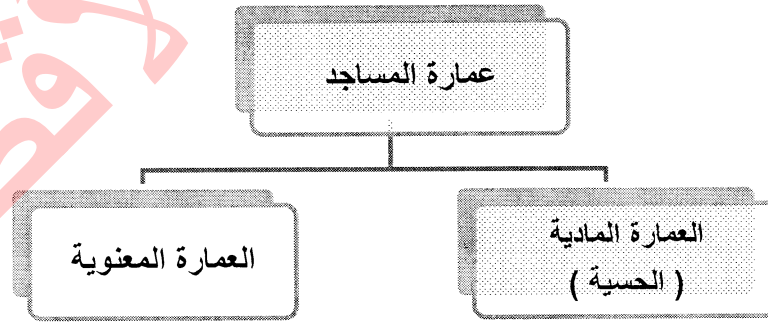 عمارة المساجد
العمارة المادية
( الحسية )
العمارة المعنوية